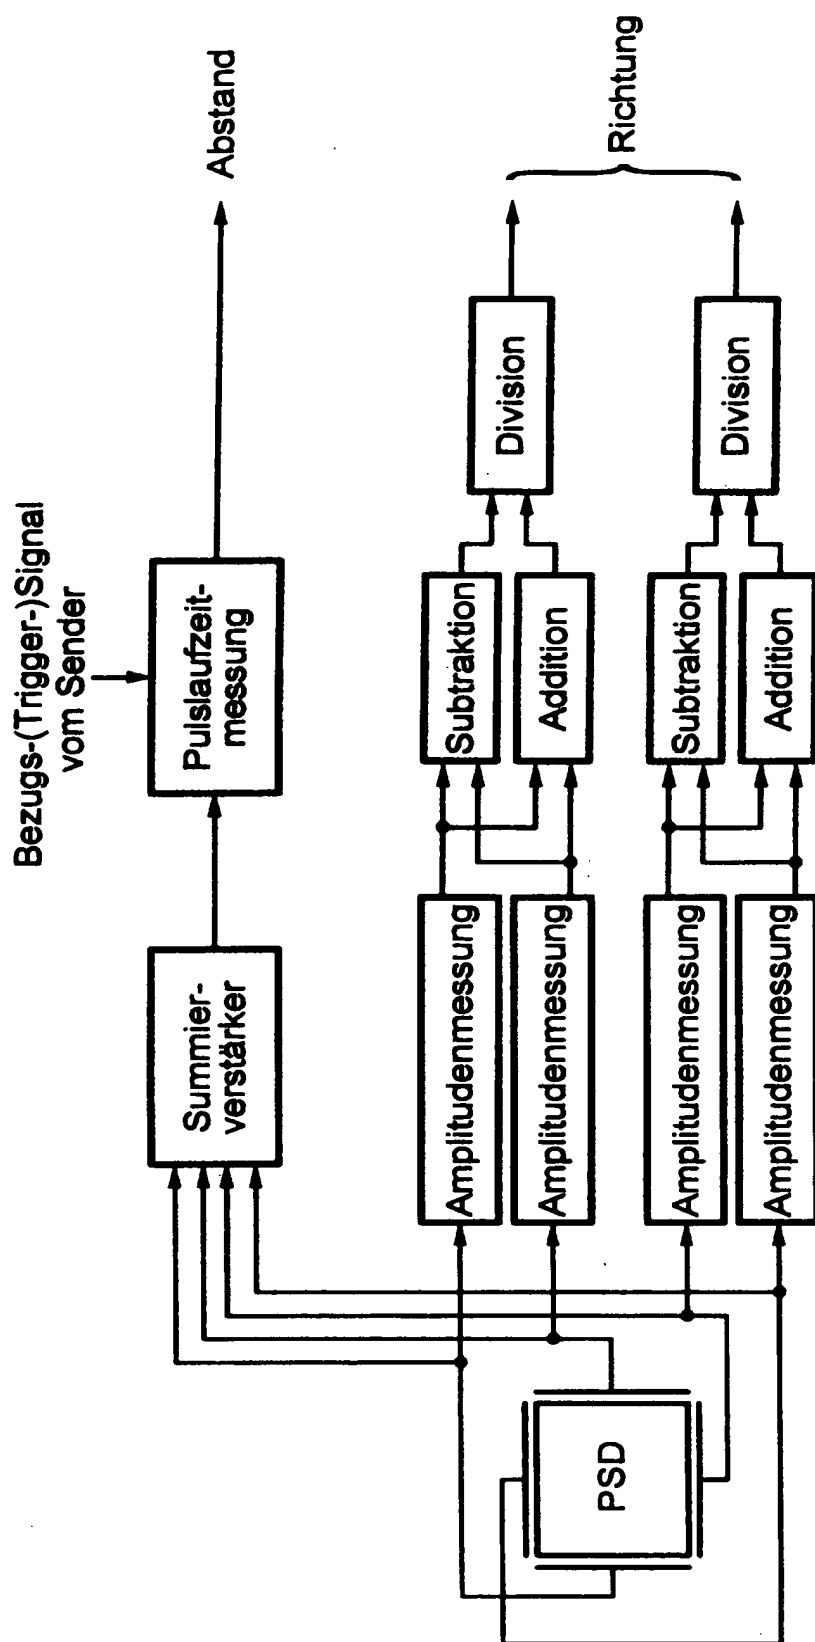 Bezugs-(Trigger-)Signal
vom Sender
Summier-
verstärker
Pulslaufzeit-
messung
Abstand
PSD
Amplitudenmessung
Amplitudenmessung
Subtraktion
Addition
Division
Amplitudenmessung
Amplitudenmessung
Subtraktion
Addition
Division
Richtung